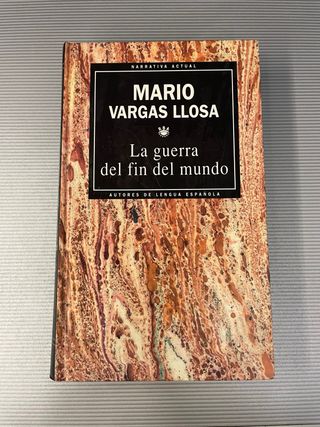 NARRATIVA ACTUAL
MARIO
VARGAS LLOSA
La guerra
del fin del mundo
AUTORES DE LENGUA ESPAÑOLA